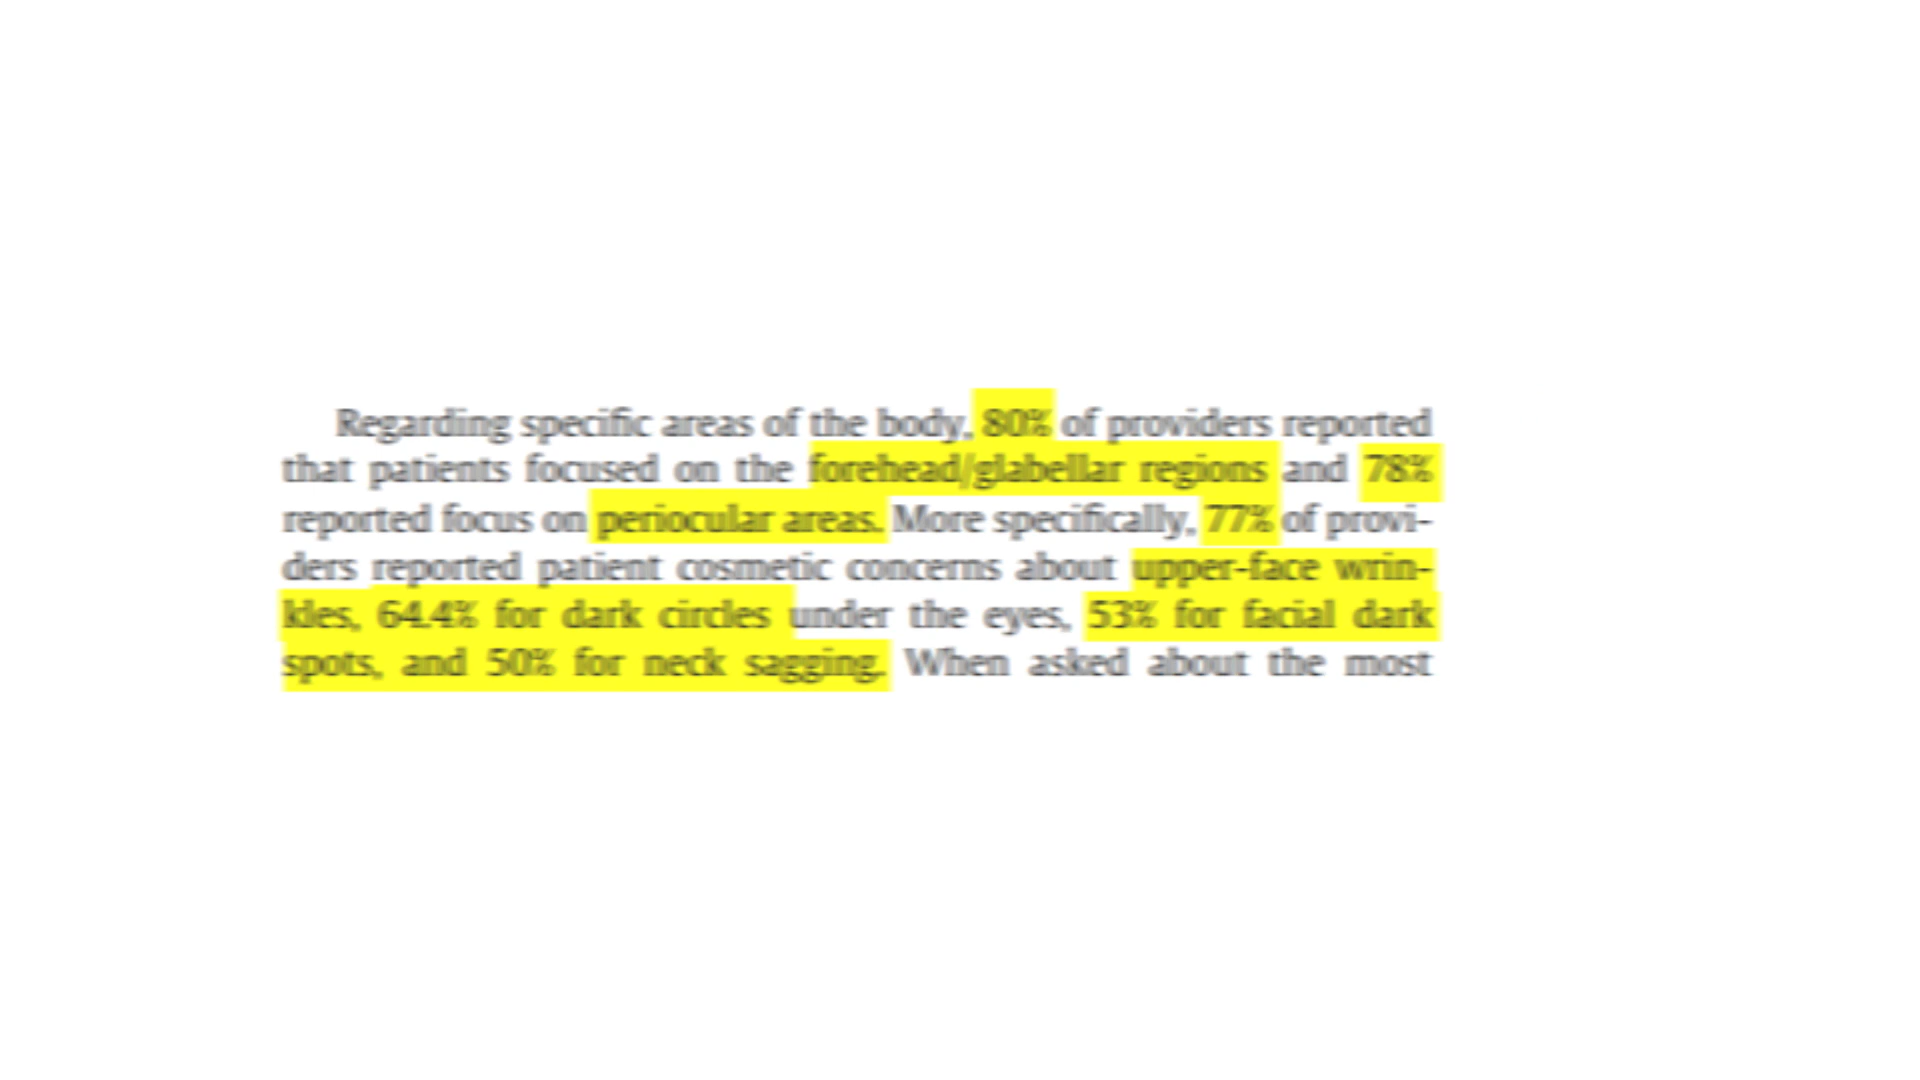 Regarding specific areas of the body, 80% of providers reported
that patients focused on the forehead/glabellar regions and 78%
reported focus on periocular areas. More specifically, 77% of provi-
ders reported patient cosmetic concerns about upper-face wrin-
kles, 64.4% for dark circles under the eyes, 53% for facial dark
spots, and 50% for neck sagging. When asked about the most